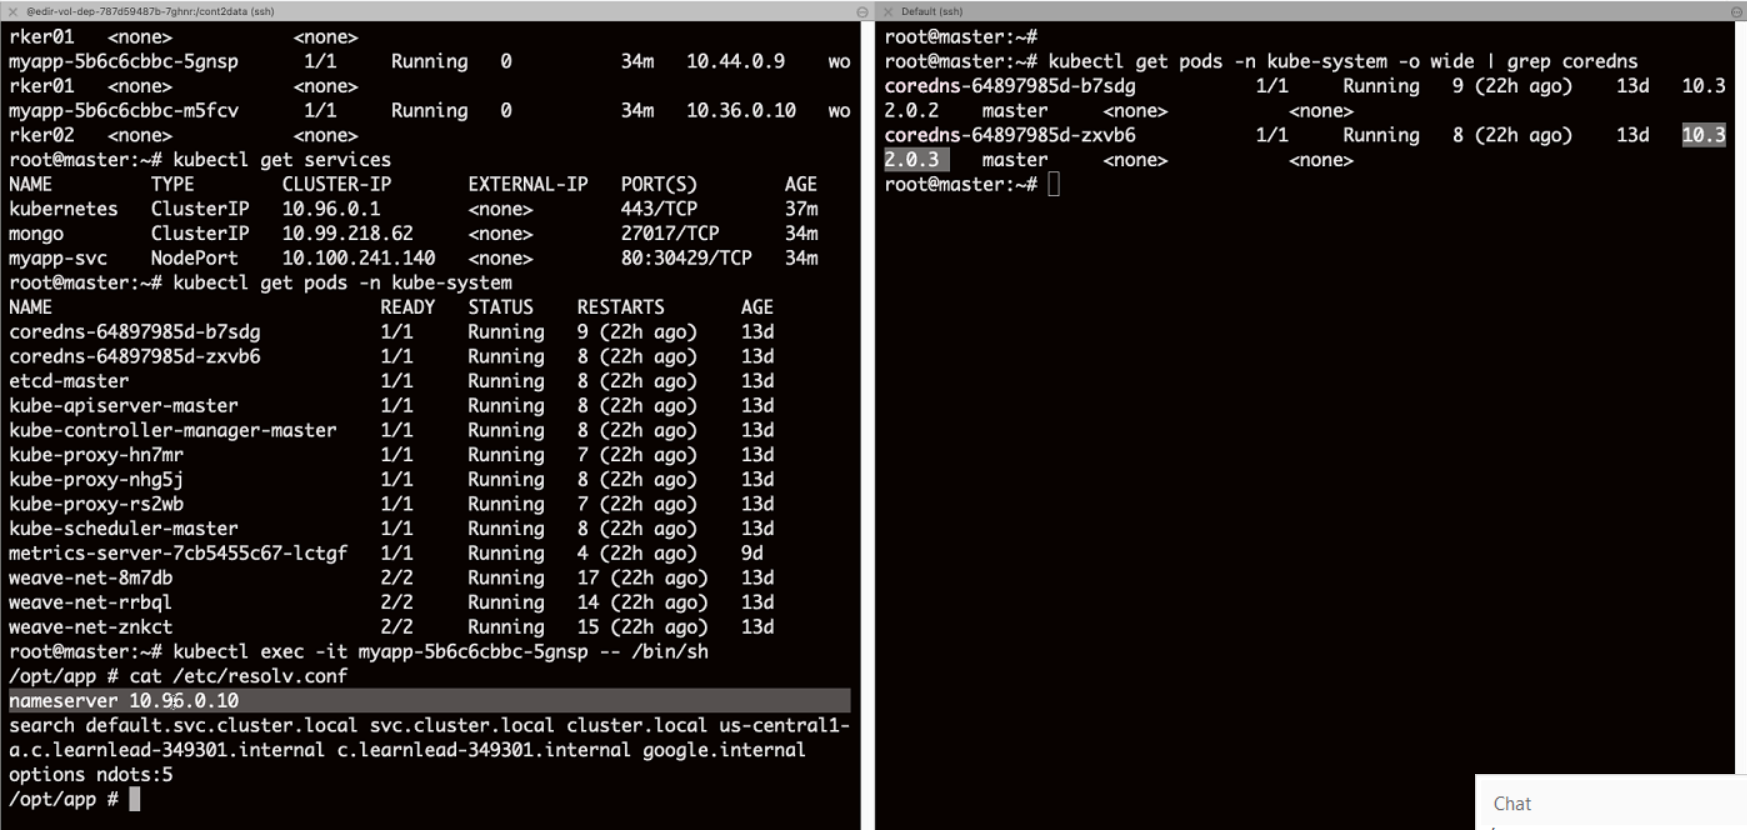 @edir-vol-dep-787d59487b-7ghnr:/cont2data (ssh)
rker01   <none>           <none>
myapp-5b6c6cbbc-5gnsp      1/1     Running   0          34m   10.44.0.9    wo
rker01   <none>           <none>
myapp-5b6c6cbbc-m5fcv      1/1     Running   0          34m   10.36.0.10   wo
rker02   <none>           <none>
root@master:~# kubectl get services
NAME         TYPE        CLUSTER-IP       EXTERNAL-IP   PORT(S)        AGE
kubernetes   ClusterIP   10.96.0.1        <none>        443/TCP        37m
mongo        ClusterIP   10.99.218.62     <none>        27017/TCP      34m
myapp-svc    NodePort    10.100.241.140   <none>        80:30429/TCP   34m
root@master:~# kubectl get pods -n kube-system
NAME                              READY   STATUS    RESTARTS       AGE
coredns-64897985d-b7sdg           1/1     Running   9 (22h ago)    13d
coredns-64897985d-zxvb6           1/1     Running   8 (22h ago)    13d
etcd-master                       1/1     Running   8 (22h ago)    13d
kube-apiserver-master             1/1     Running   8 (22h ago)    13d
kube-controller-manager-master    1/1     Running   8 (22h ago)    13d
kube-proxy-hn7mr                  1/1     Running   7 (22h ago)    13d
kube-proxy-nhg5j                  1/1     Running   8 (22h ago)    13d
kube-proxy-rs2wb                  1/1     Running   7 (22h ago)    13d
kube-scheduler-master             1/1     Running   8 (22h ago)    13d
metrics-server-7cb5455c67-lctgf   1/1     Running   4 (22h ago)    9d
weave-net-8m7db                   2/2     Running   17 (22h ago)   13d
weave-net-rrbql                   2/2     Running   14 (22h ago)   13d
weave-net-znkct                   2/2     Running   15 (22h ago)   13d
root@master:~# kubectl exec -it myapp-5b6c6cbbc-5gnsp -- /bin/sh
/opt/app # cat /etc/resolv.conf
nameserver 10.96.0.10
search default.svc.cluster.local svc.cluster.local cluster.local us-central1-
a.c.learnlead-349301.internal c.learnlead-349301.internal google.internal
options ndots:5
/opt/app #
Default (ssh)
root@master:~#
root@master:~# kubectl get pods -n kube-system -o wide | grep coredns
coredns-64897985d-b7sdg           1/1     Running   9 (22h ago)    13d   10.3
2.0.2    master     <none>           <none>
coredns-64897985d-zxvb6           1/1     Running   8 (22h ago)    13d   10.3
2.0.3    master     <none>           <none>
root@master:~#
Chat